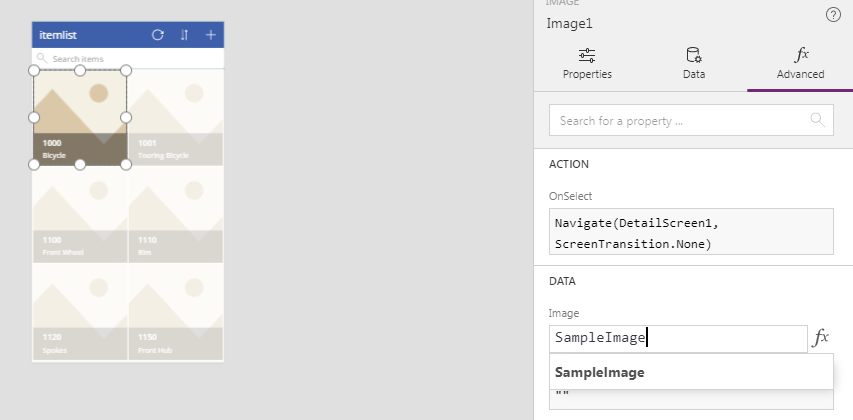 IMAGE
Image1
Properties
Data
Advanced
Search for a property ...
ACTION
OnSelect
Navigate(DetailScreen1,
ScreenTransition.None)
DATA
Image
SampleImage
fx
SampleImage
""
itemlist
Search items
1000
Bicycle
1001
Touring Bicycle
1100
Front Wheel
1110
Rim
1120
Spokes
1150
Front Hub